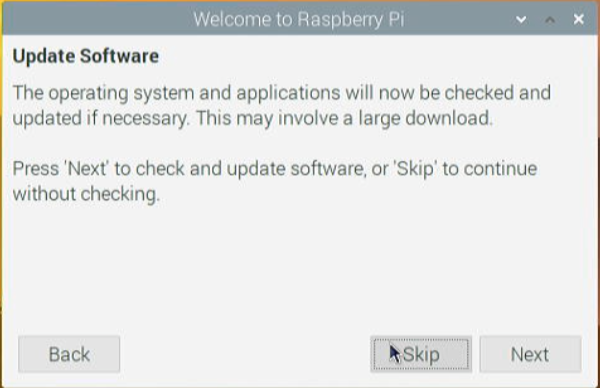 Welcome to Raspberry Pi
Update Software
The operating system and applications will now be checked and
updated if necessary. This may involve a large download.
Press 'Next' to check and update software, or 'Skip' to continue
without checking.
Back
Skip
Next